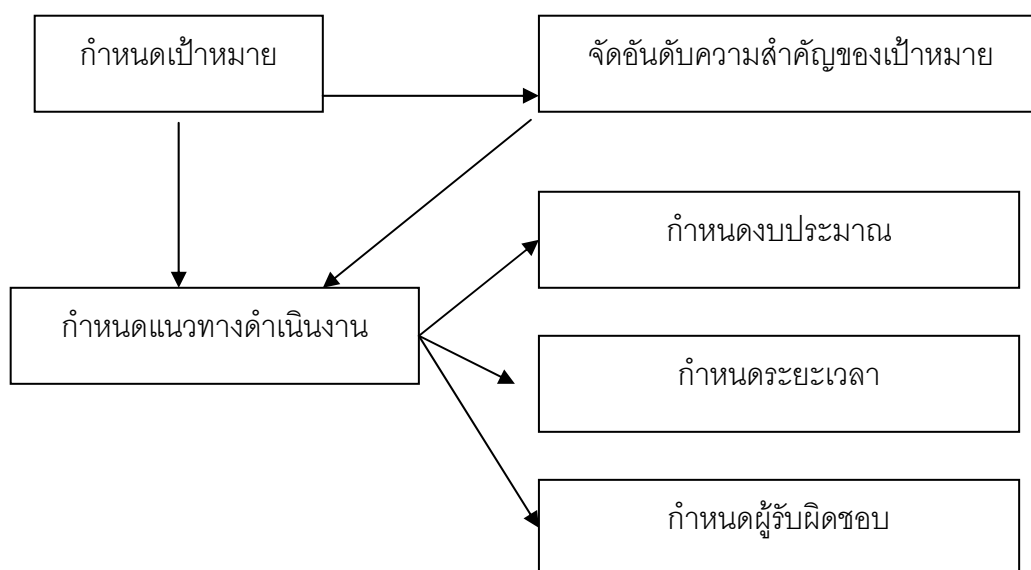 กำหนดเป้าหมาย
จัดอันดับความสำคัญของเป้าหมาย
กำหนดงบประมาณ
กำหนดแนวทางดำเนินงาน
กำหนดระยะเวลา
กำหนดผู้รับผิดชอบ